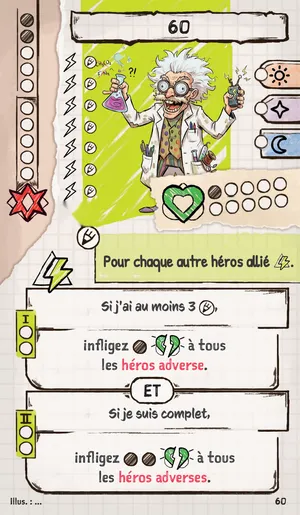 60
?!
Pour chaque autre héros allié .
I
Si j'ai au moins 3 ,
infligez à tous
les héros adverse.
ET
II
Si je suis complet,
infligez à tous
les héros adverses.
Illus. : ...
60